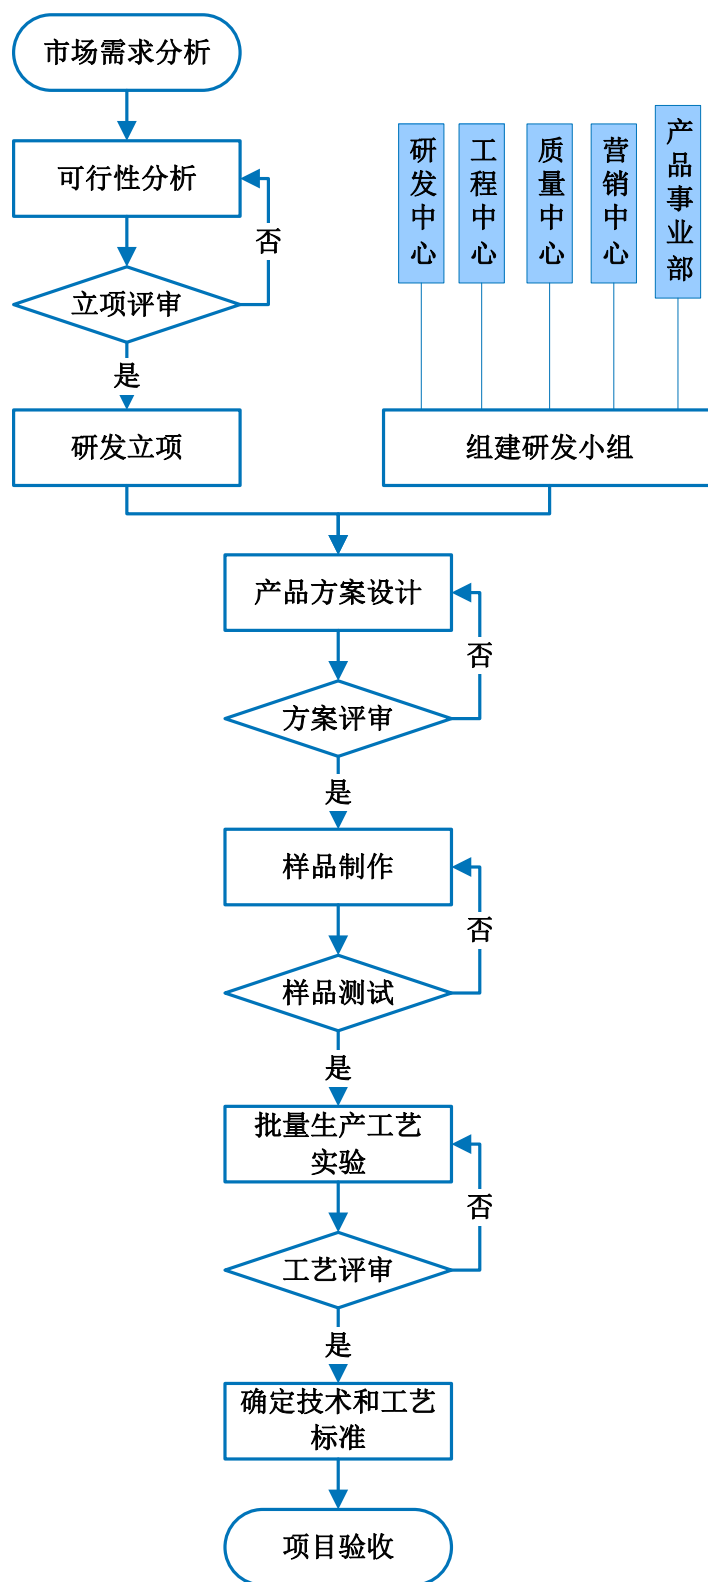 市场需求分析
可行性分析
否
立项评审
是
研发立项
研发中心
工程中心
质量中心
营销中心
产品事业部
组建研发小组
产品方案设计
否
方案评审
是
样品制作
否
样品测试
是
批量生产工艺
实验
否
工艺评审
是
确定技术和工艺
标准
项目验收